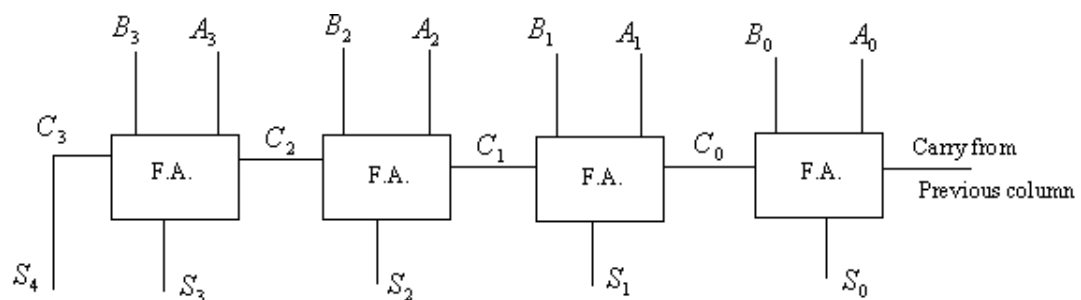 B₃ A₃ B₂ A₂ B₁ A₁ B₀ A₀
C₃ C₂ C₁ C₀ Carry from
F.A. F.A. F.A. F.A.
Previous column
S₄ S₃ S₂ S₁ S₀